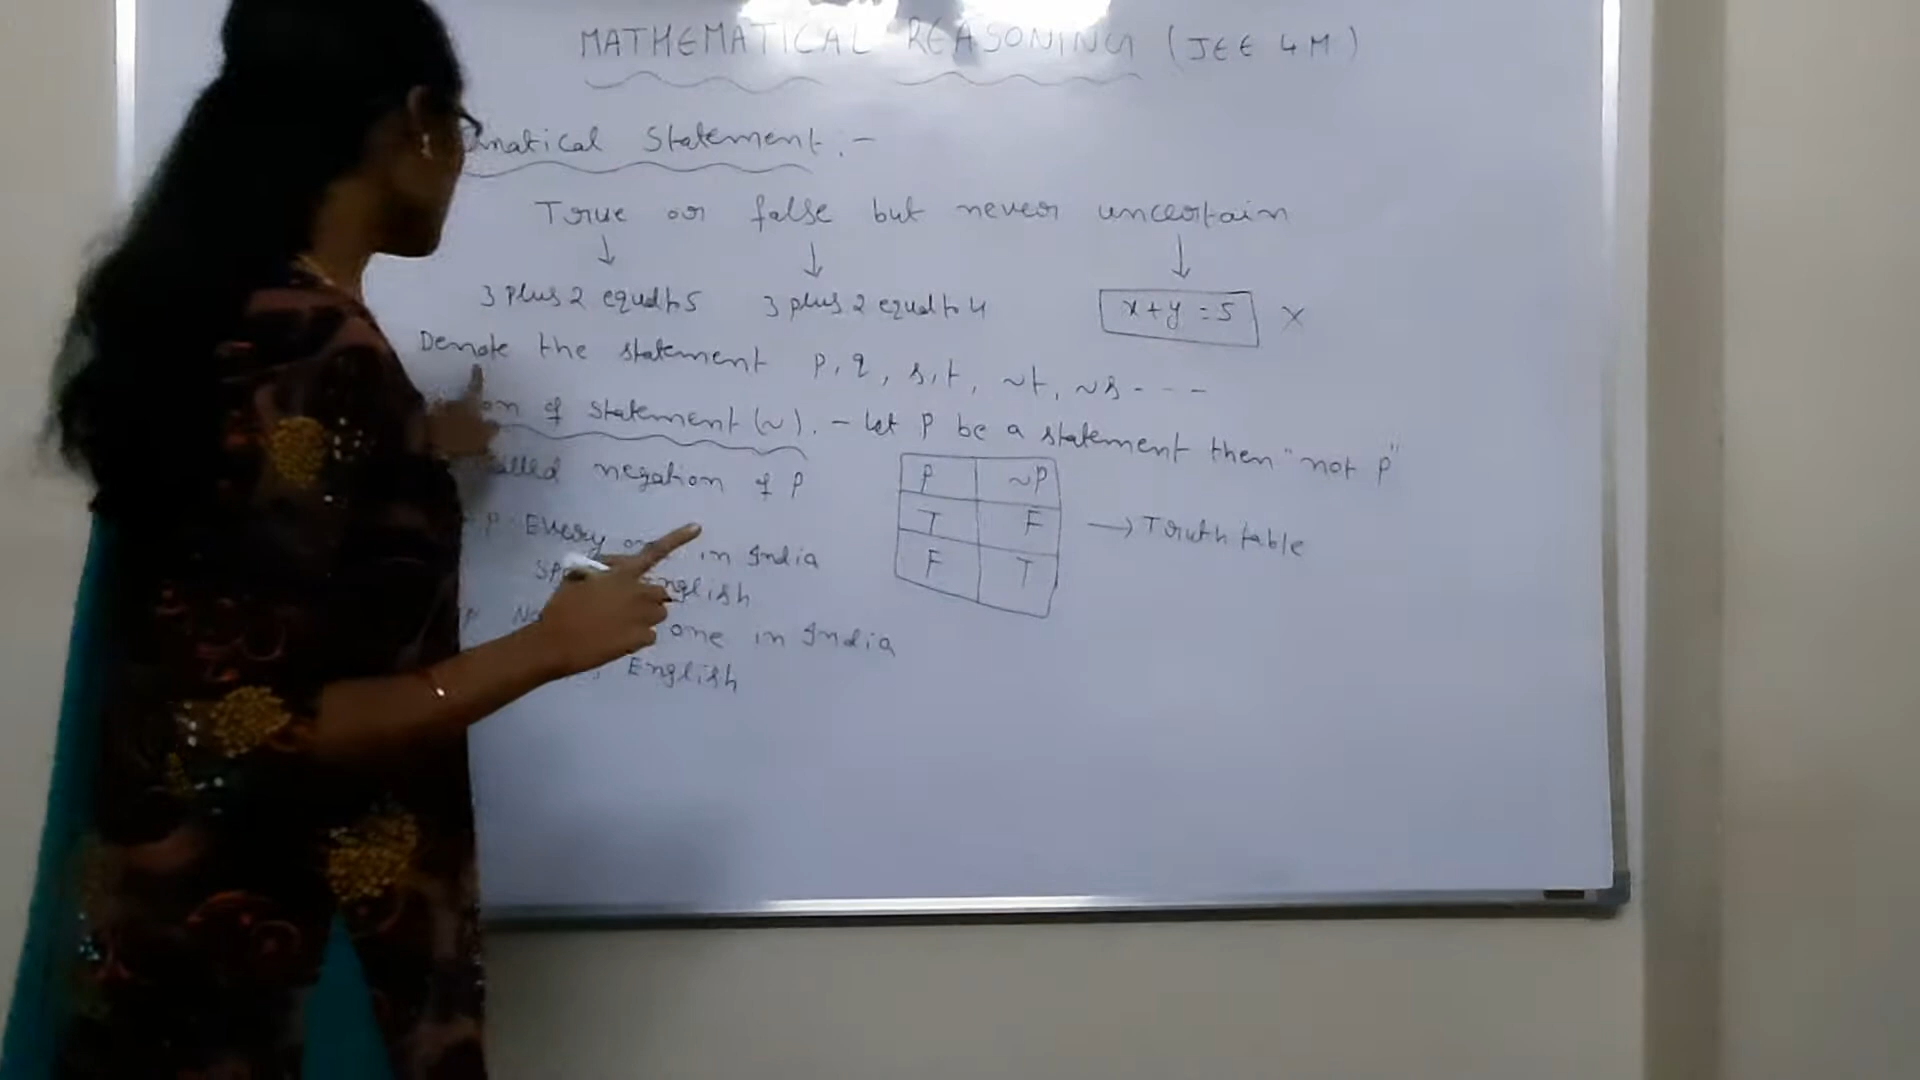 MATHEMATICAL REASONING (JEE 4M)
Statement :-
True or false but never uncertain
↓ ↓ ↓
3 plus 2 equal to 5 3 plus 2 equal to 4 x+y=5 X
Denote the statement p, q, s, t, ~t, ~s - - -
of statement (~). - Let P be a statement then "not P"
negation of P
P ~P
T F → Truth table
F T
P Every one in India
English
one in India
English